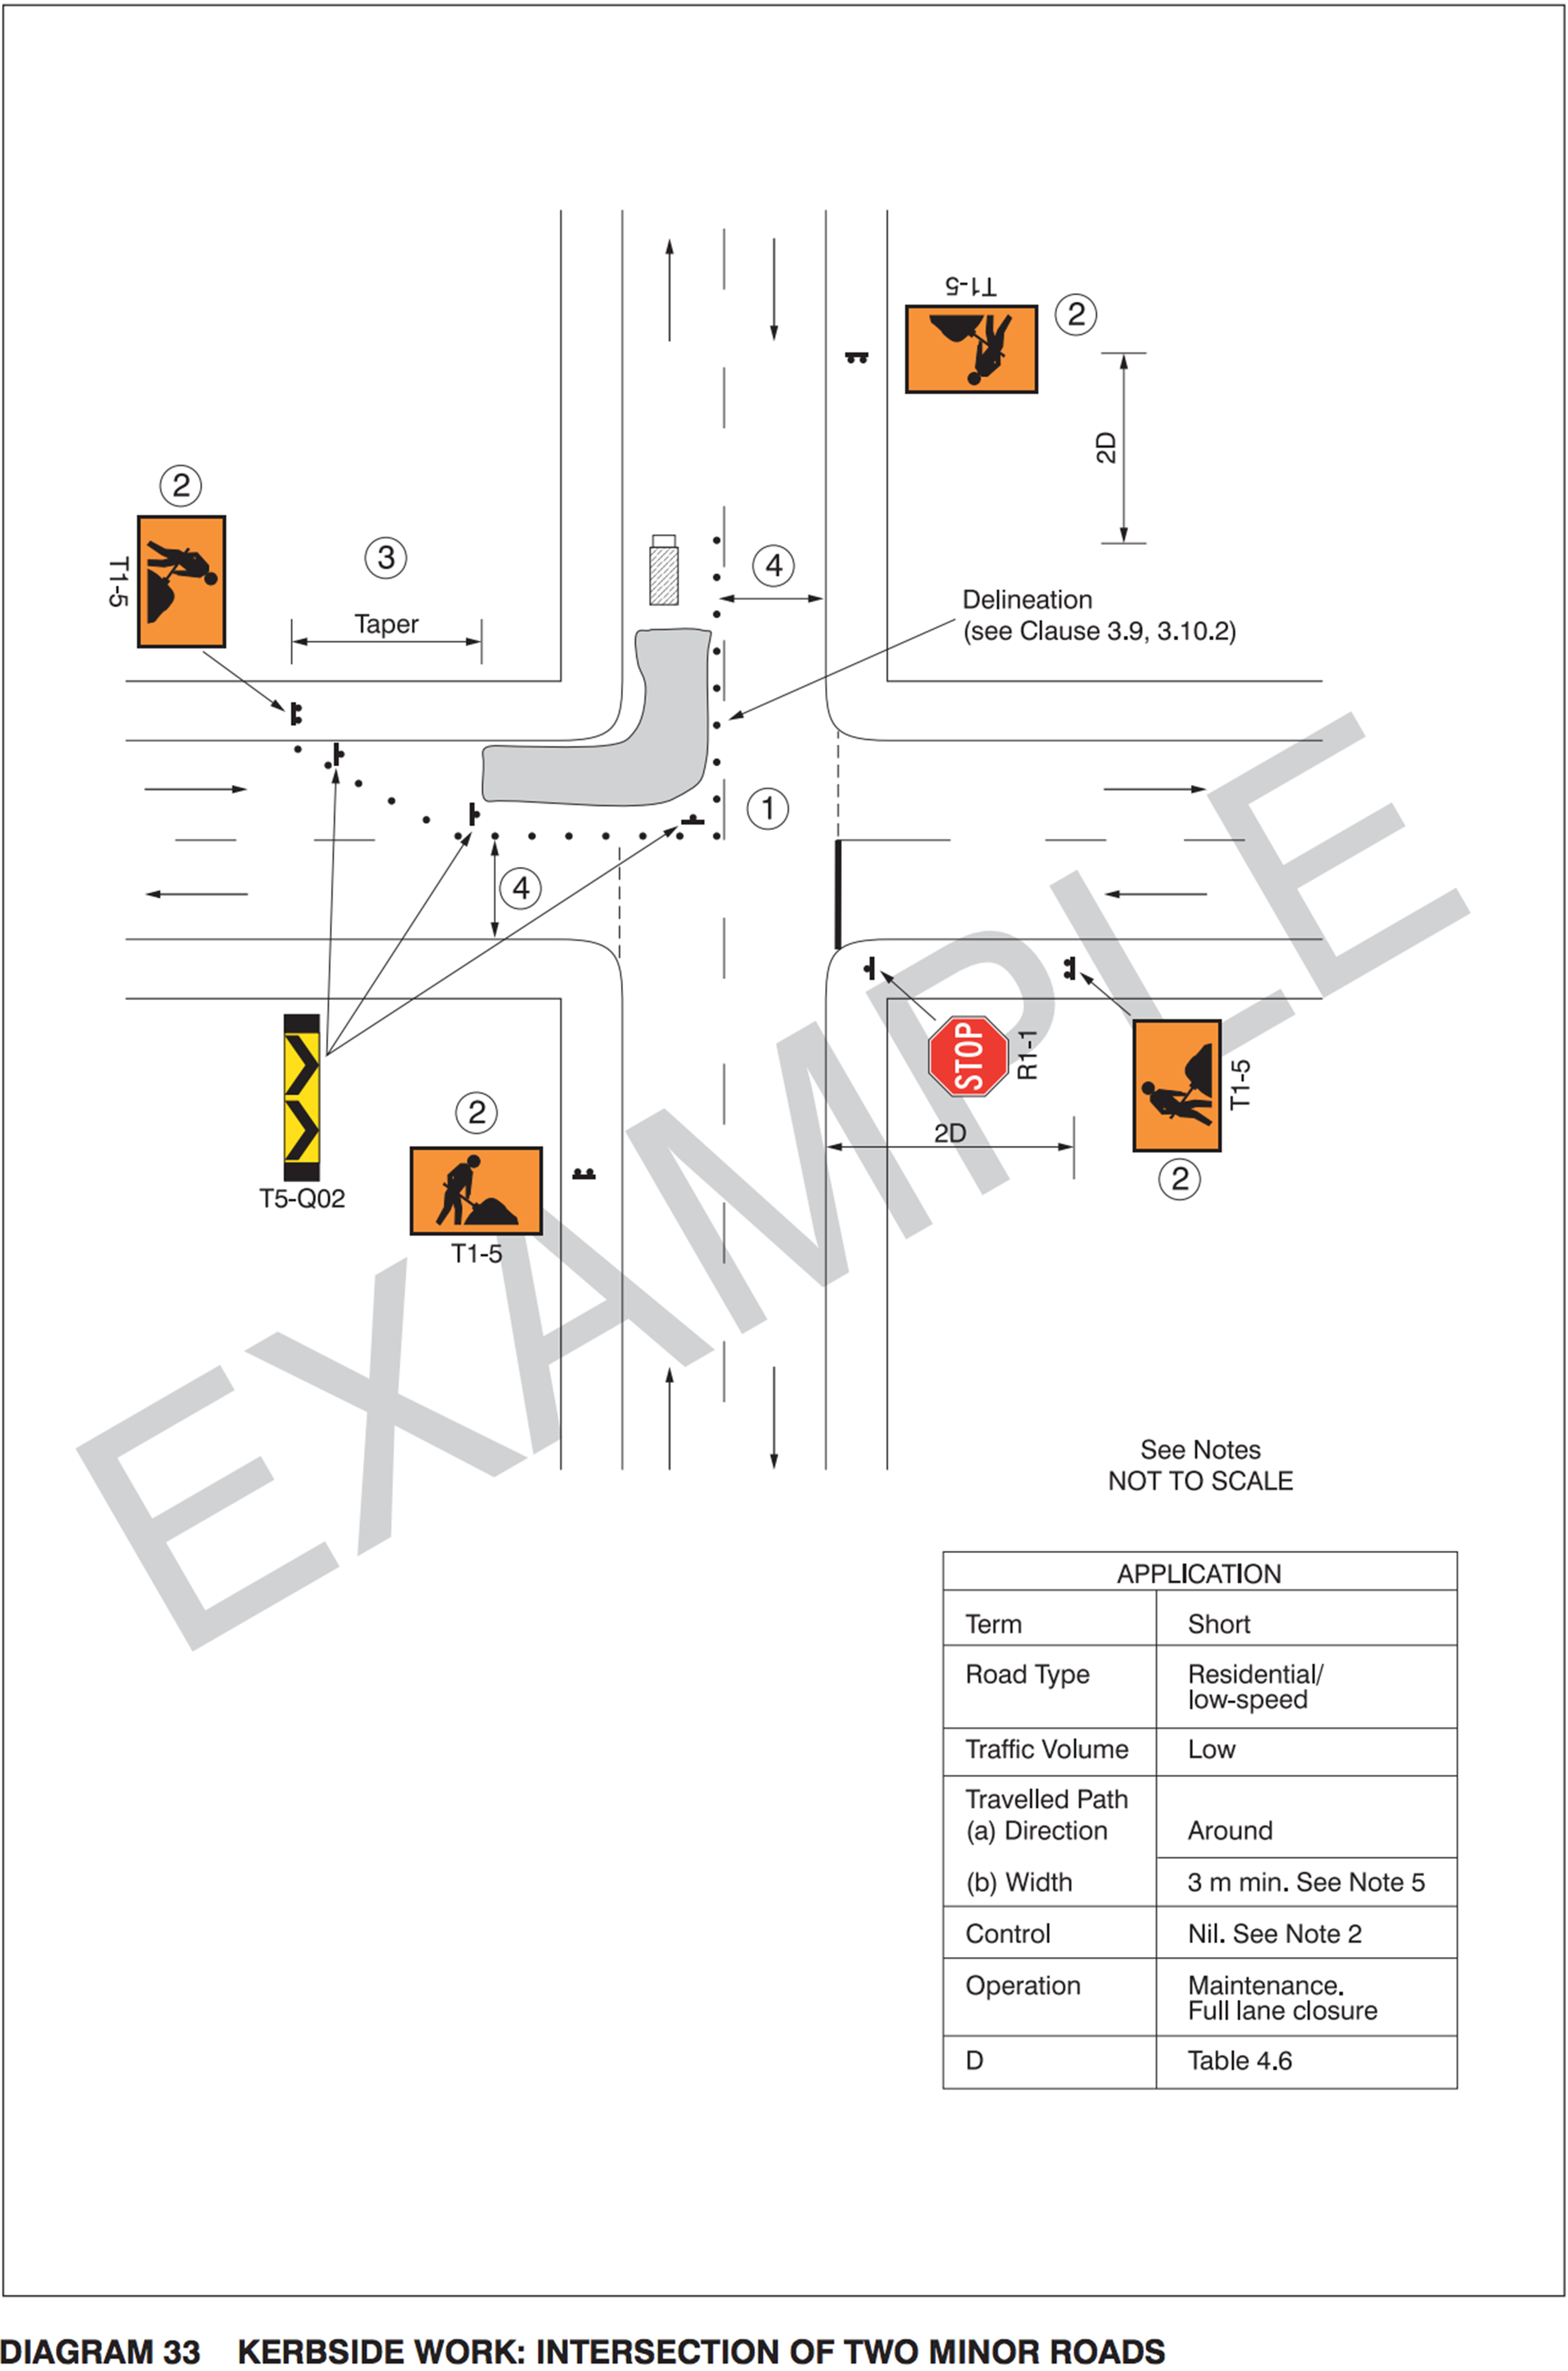 T1-5
2
2D
2
T1-5
3
Taper
4
Delineation
(see Clause 3.9, 3.10.2)
1
4
STOP
R1-1
T1-5
2D
2
T5-Q02
2
T1-5
EXAMPLE
See Notes
NOT TO SCALE
APPLICATION
Term Short
Road Type Residential/
low-speed
Traffic Volume Low
Travelled Path
(a) Direction Around
(b) Width 3 m min. See Note 5
Control Nil. See Note 2
Operation Maintenance.
Full lane closure
D Table 4.6
DIAGRAM 33 KERBSIDE WORK: INTERSECTION OF TWO MINOR ROADS